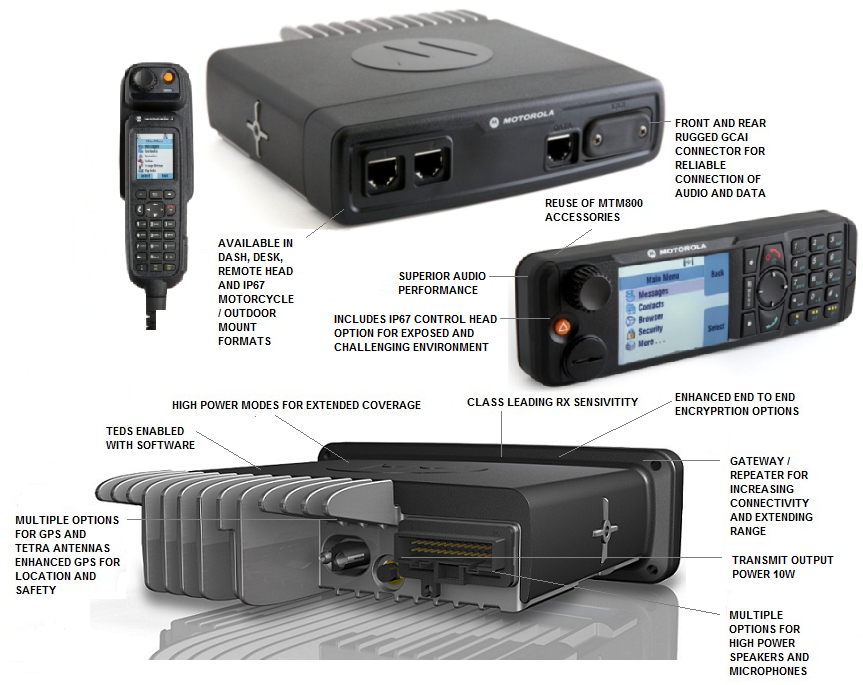 MOTOROLA
FRONT AND REAR
RUGGED GCAI
CONNECTOR FOR
RELIABLE
CONNECTION OF
AUDIO AND DATA
REUSE OF MTM800
ACCESSORIES
AVAILABLE IN
DASH, DESK,
REMOTE HEAD
AND IP67
MOTORCYCLE
/ OUTDOOR
MOUNT
FORMATS
SUPERIOR AUDIO
PERFORMANCE
INCLUDES IP67 CONTROL HEAD
OPTION FOR EXPOSED AND
CHALLENGING ENVIRONMENT
MOTOROLA
Main Menu
Back
Messages
Contacts
Browser
Security
More...
Select
HIGH POWER MODES FOR EXTENDED COVERAGE
CLASS LEADING RX SENSIVITITY
ENHANCED END TO END
ENCRYPRTION OPTIONS
TEDS ENABLED
WITH SOFTWARE
GATEWAY /
REPEATER FOR
INCREASING
CONNECTIVITY
AND EXTENDING
RANGE
MULTIPLE OPTIONS
FOR GPS AND
TETRA ANTENNAS
ENHANCED GPS FOR
LOCATION AND
SAFETY
TRANSMIT OUTPUT
POWER 10W
MULTIPLE
OPTIONS FOR
HIGH POWER
SPEAKERS AND
MICROPHONES